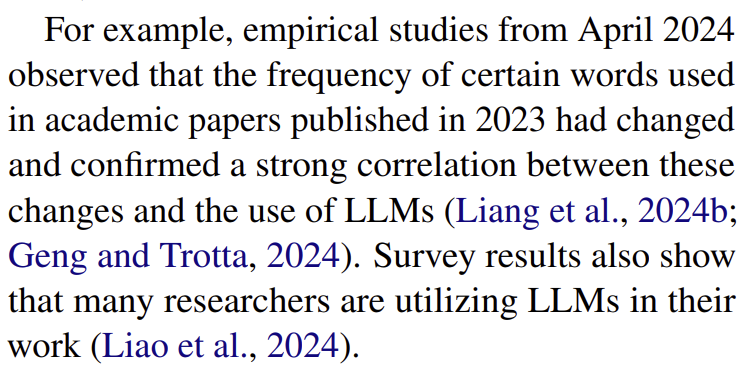 For example, empirical studies from April 2024
observed that the frequency of certain words used
in academic papers published in 2023 had changed
and confirmed a strong correlation between these
changes and the use of LLMs (Liang et al., 2024b;
Geng and Trotta, 2024). Survey results also show
that many researchers are utilizing LLMs in their
work (Liao et al., 2024).